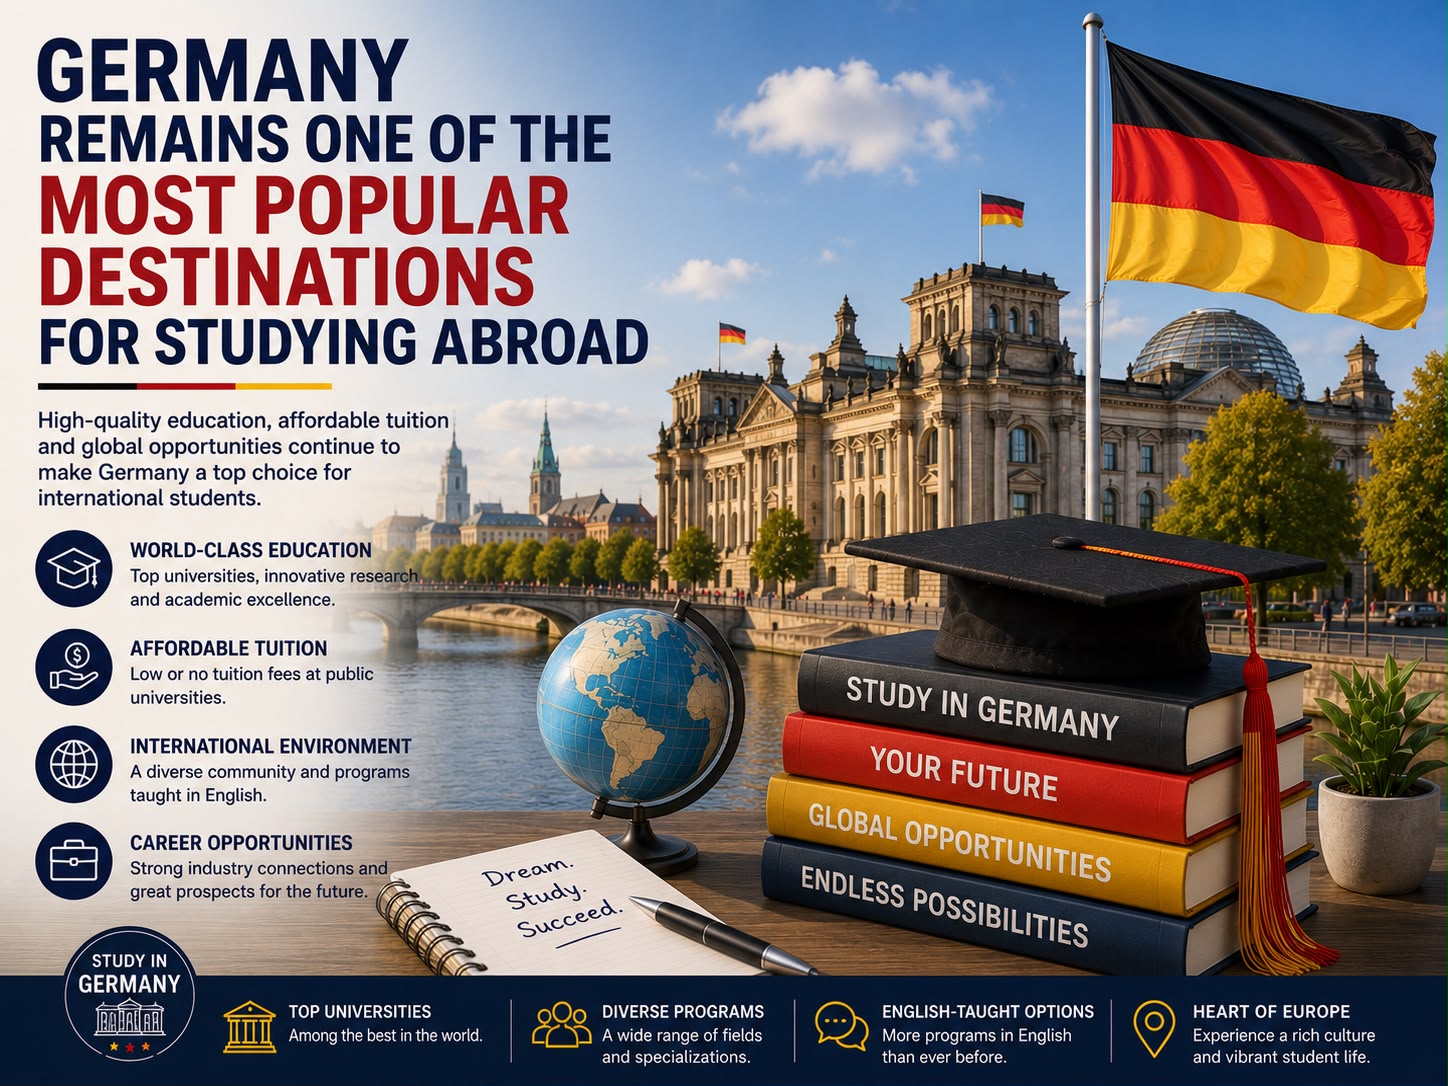 GERMANY
REMAINS ONE OF THE
MOST POPULAR
DESTINATIONS
FOR STUDYING ABROAD
High-quality education, affordable tuition
and global opportunities continue to
make Germany a top choice for
international students.
WORLD-CLASS EDUCATION
Top universities, innovative research
and academic excellence.
AFFORDABLE TUITION
Low or no tuition fees at public
universities.
INTERNATIONAL ENVIRONMENT
A diverse community and programs
taught in English.
CAREER OPPORTUNITIES
Strong industry connections and
great prospects for the future.
Dream.
Study.
Succeed.
STUDY IN GERMANY
YOUR FUTURE
GLOBAL OPPORTUNITIES
ENDLESS POSSIBILITIES
STUDY IN
GERMANY
TOP UNIVERSITIES
Among the best in the world.
DIVERSE PROGRAMS
A wide range of fields
and specializations.
ENGLISH-TAUGHT OPTIONS
More programs in English
than ever before.
HEART OF EUROPE
Experience a rich culture
and vibrant student life.